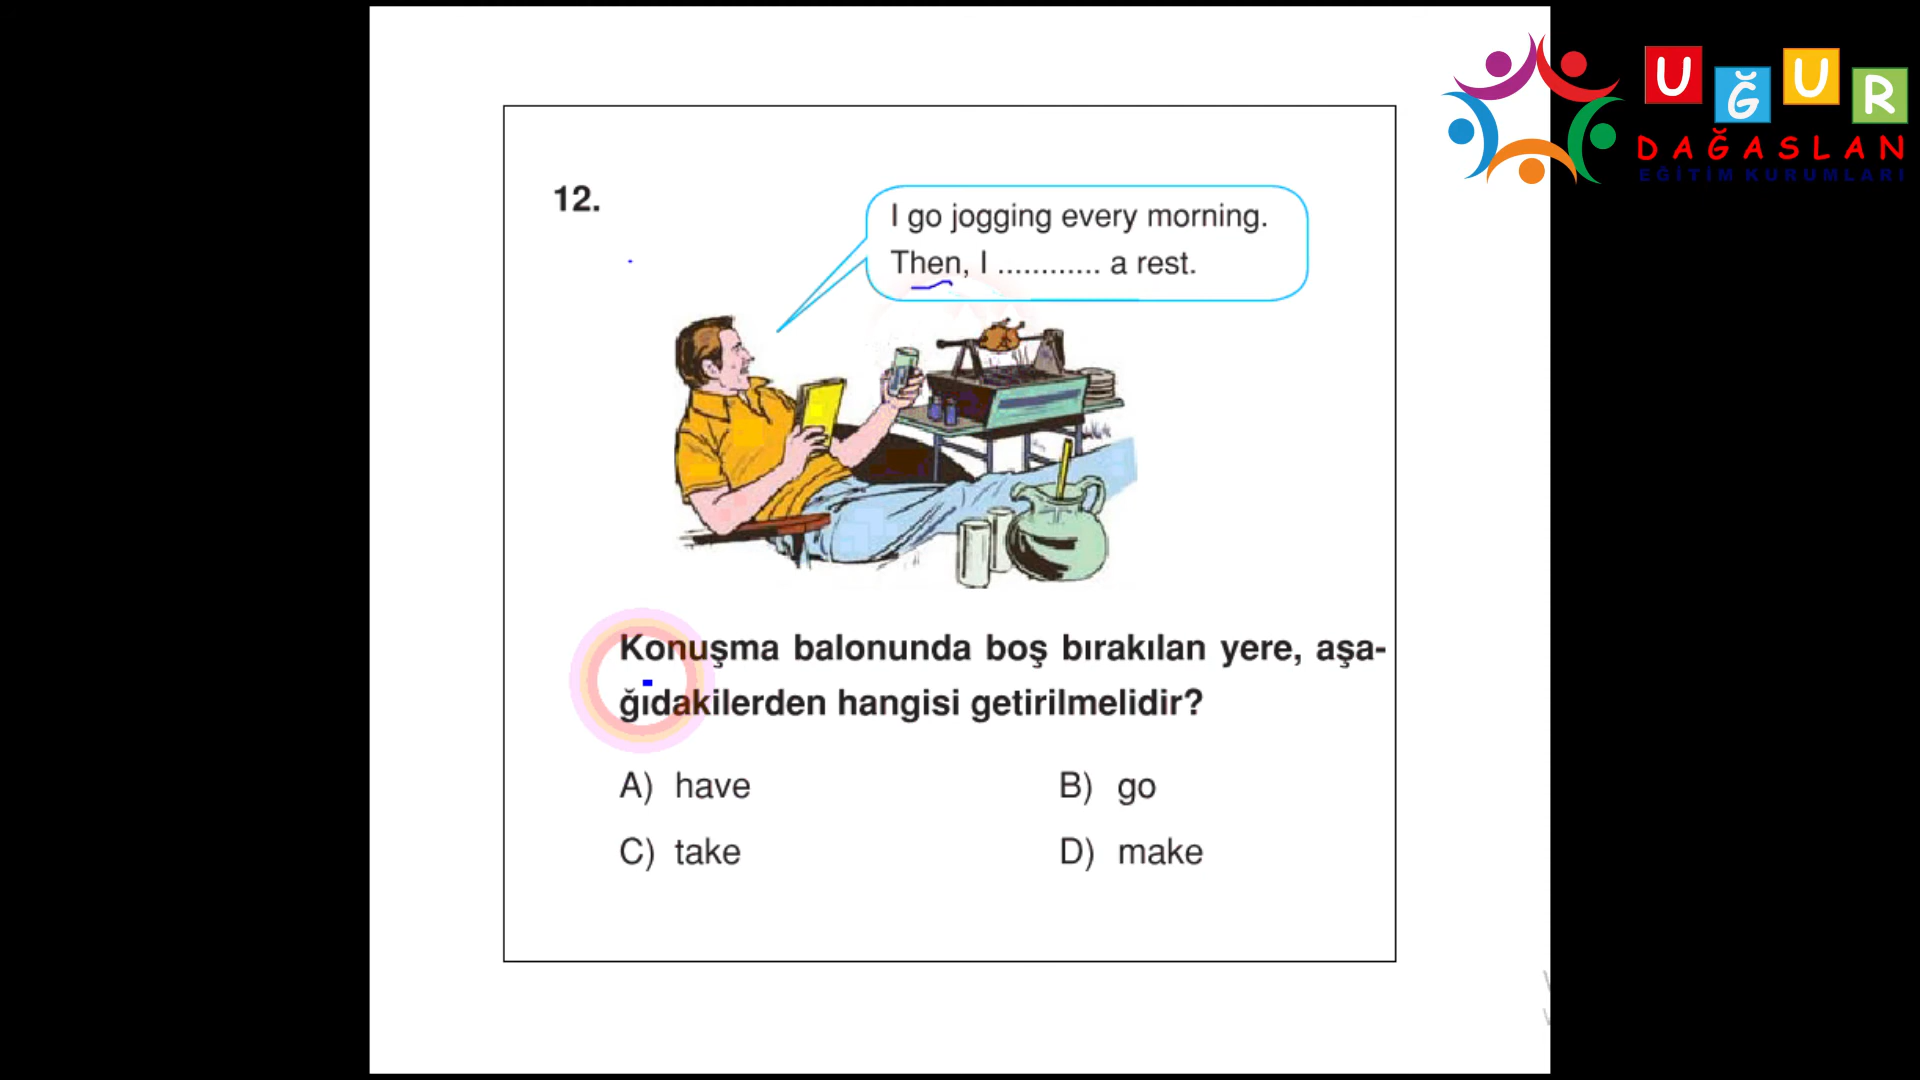 UĞUR
DAĞASLAN
EĞİTİM KURUMLARI
12.
I go jogging every morning.
Then, I ............ a rest.
Konuşma balonunda boş bırakılan yere, aşa-
ğıdakilerden hangisi getirilmelidir?
A) have
B) go
C) take
D) make